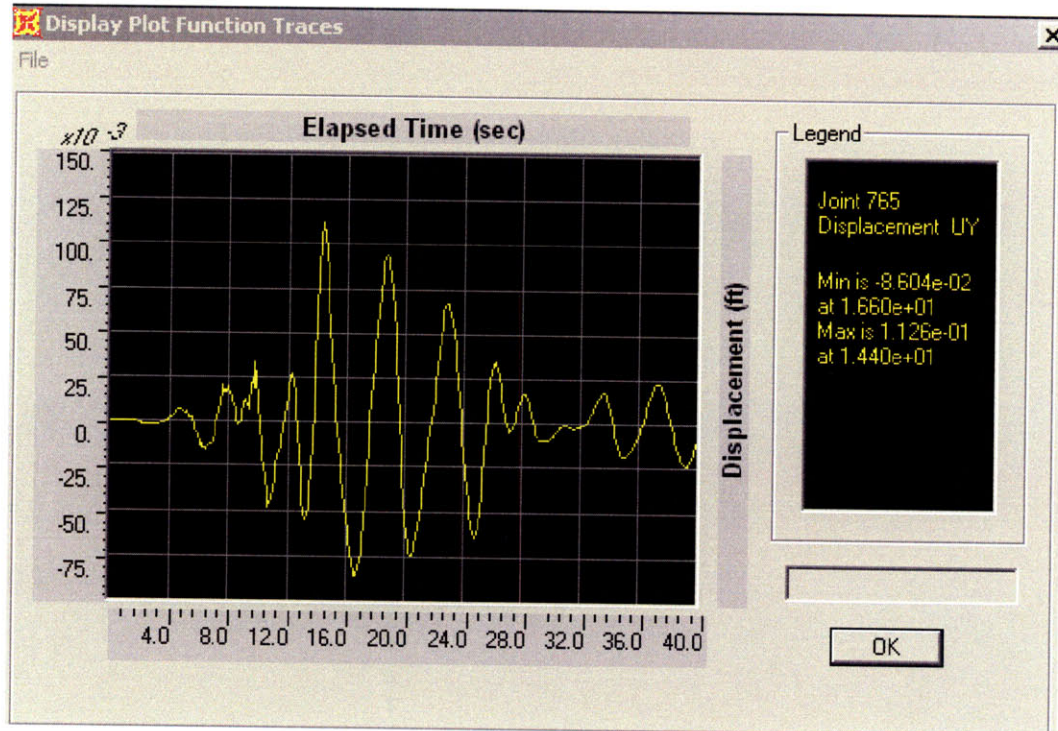 Display Plot Function Traces
File
Elapsed Time (sec)
x10 -3
150.
125.
100.
75.
50.
25.
0.
-25.
-50.
-75.
4.0 8.0 12.0 16.0 20.0 24.0 28.0 32.0 36.0 40.0
Displacement (ft)
Legend
Joint 765
Displacement UY
Min is -8.604e-02
at 1.660e+01
Max is 1.126e-01
at 1.440e+01
OK